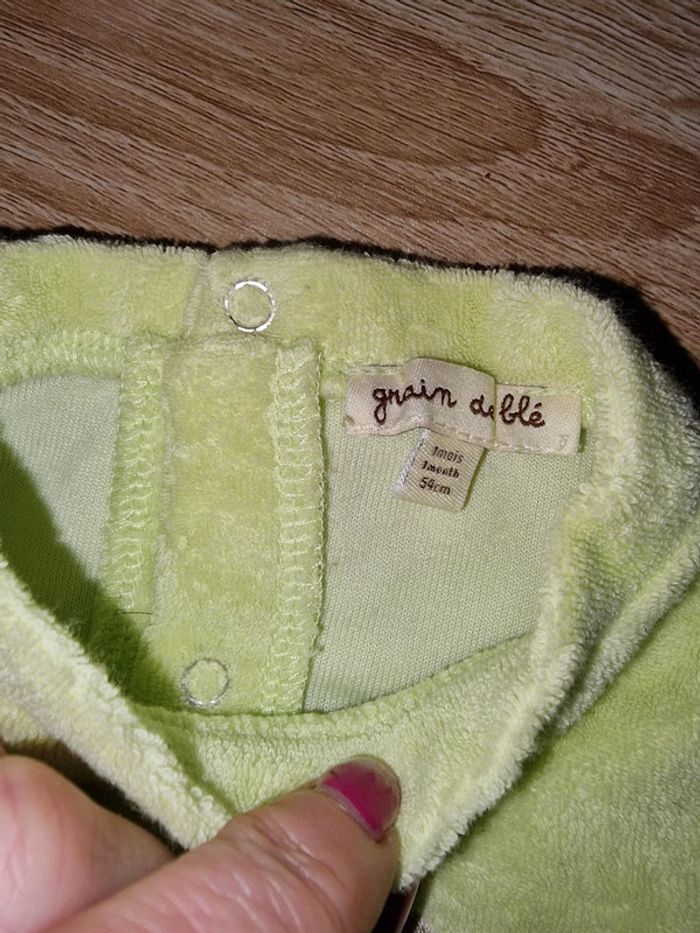 grain de blé
1mois
1month
54cm